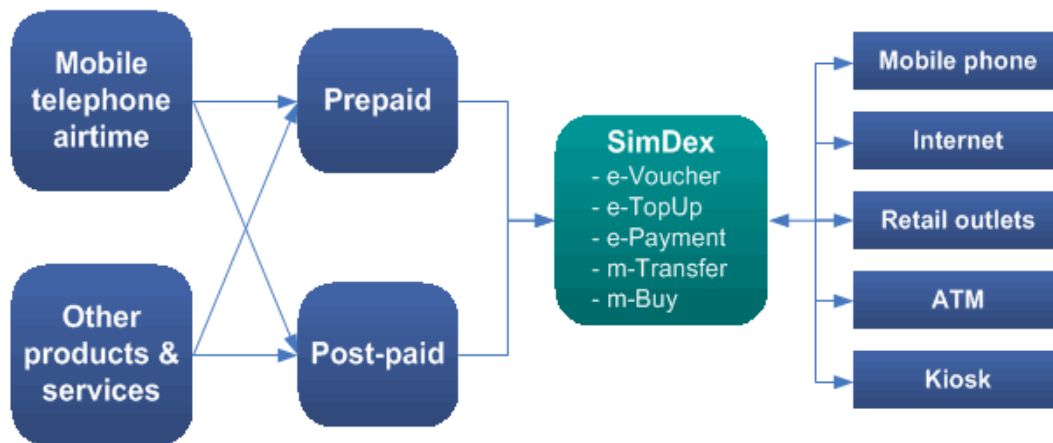 Mobile
telephone
airtime
Other
products &
services
Prepaid
Post-paid
SimDex
- e-Voucher
- e-TopUp
- e-Payment
- m-Transfer
- m-Buy
Mobile phone
Internet
Retail outlets
ATM
Kiosk